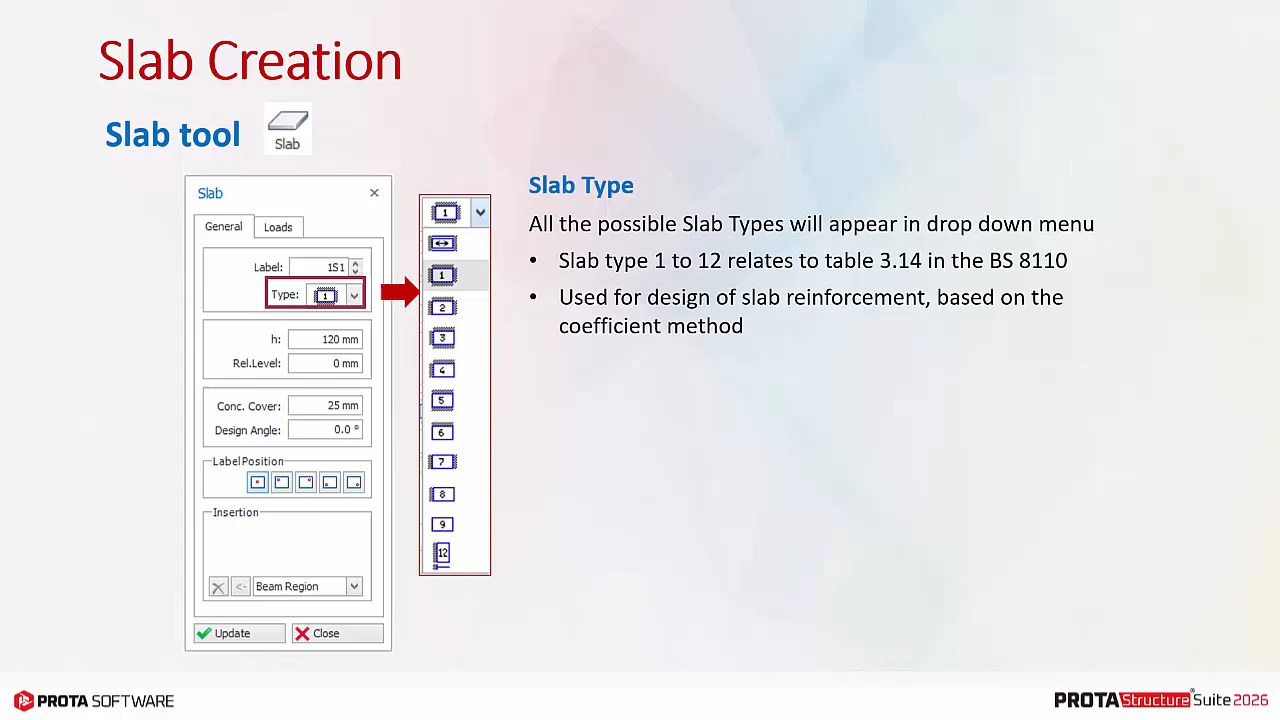 Slab Creation
Slab tool
Slab
Slab
General
Loads
Label:
1S1
Type:
1
h:
120 mm
Rel.Level:
0 mm
Conc. Cover:
25 mm
Design Angle:
0.0 °
Label Position
Insertion
<-
Beam Region
Update
Close
1
1
2
3
4
5
6
7
8
9
12
Slab Type
All the possible Slab Types will appear in drop down menu
• Slab type 1 to 12 relates to table 3.14 in the BS 8110
• Used for design of slab reinforcement, based on the
coefficient method
PROTA SOFTWARE
PROTAStructure® Suite 2026